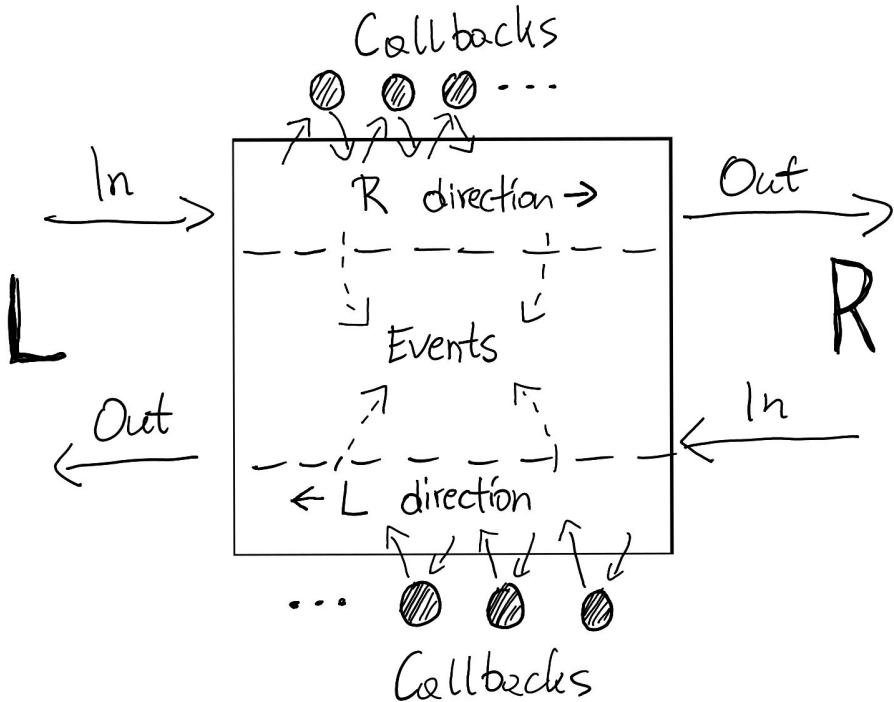 Callbacks
...
In
R direction →
Out
L
R
Events
Out
In
← L direction
...
Callbacks